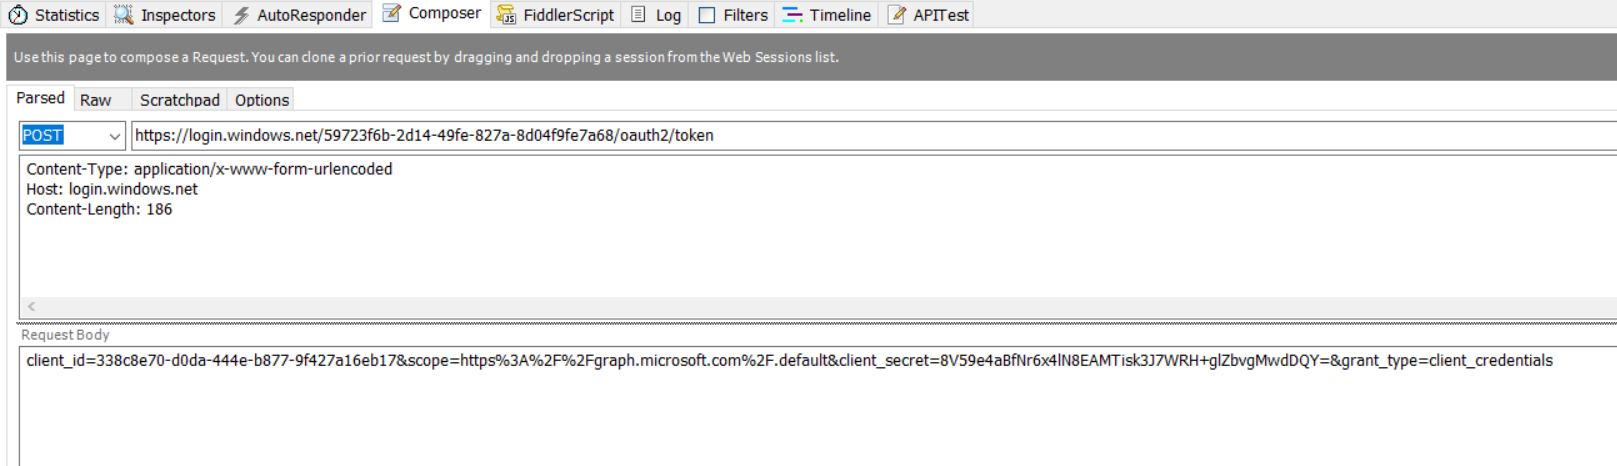 Statistics Inspectors AutoResponder Composer FiddlerScript Log Filters Timeline APITest
Use this page to compose a Request. You can clone a prior request by dragging and dropping a session from the Web Sessions list.
Parsed Raw Scratchpad Options
POST https://login.windows.net/59723f6b-2d14-49fe-827a-8d04f9fe7a68/oauth2/token
Content-Type: application/x-www-form-urlencoded
Host: login.windows.net
Content-Length: 186
Request Body
client_id=338c8e70-d0da-444e-b877-9f427a16eb17&scope=https%3A%2F%2Fgraph.microsoft.com%2F.default&client_secret=8V59e4aBfNr6x4lN8EAMTisk3J7WRH+glZbvgMwdDQY=&grant_type=client_credentials